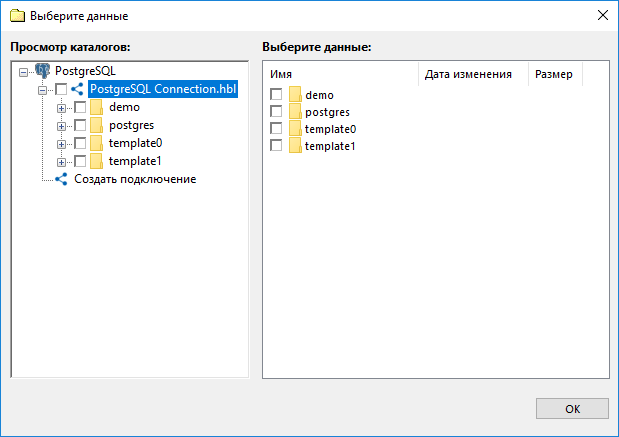 Выберите данные
Просмотр каталогов:
PostgreSQL
PostgreSQL Connection.hbl
demo
postgres
template0
template1
Создать подключение
Выберите данные:
Имя Дата изменения Размер
demo
postgres
template0
template1
OK